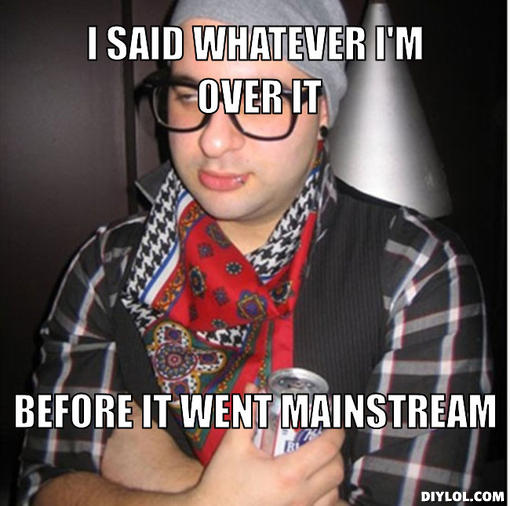 I SAID WHATEVER I'M
OVER IT
BEFORE IT WENT MAINSTREAM
DIYLOL.COM